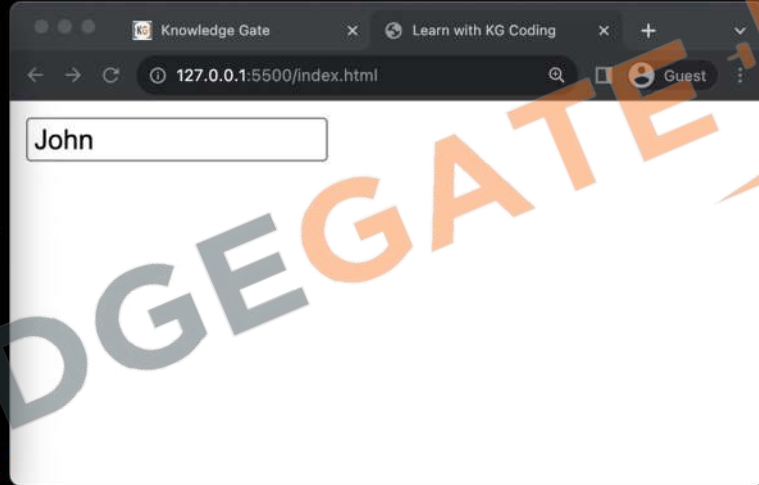 Knowledge Gate
Learn with KG Coding
127.0.0.1:5500/index.html
Guest
John
DGEGATE